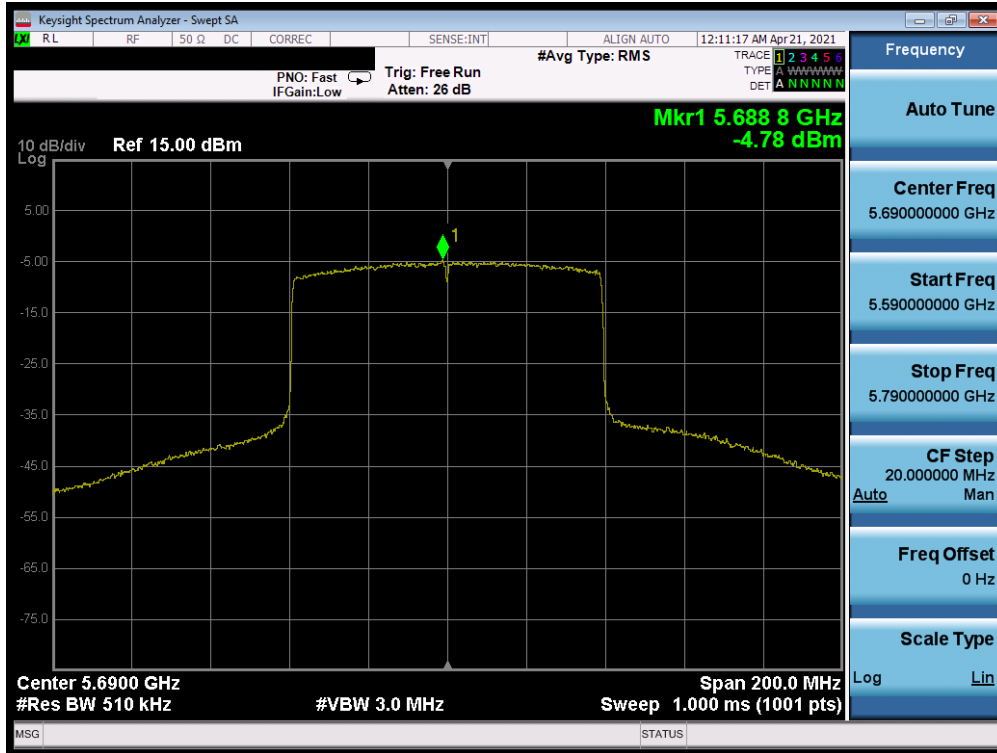 Keysight Spectrum Analyzer - Swept SA
LXI RL RF 50 Ω DC CORREC SENSE:INT ALIGN AUTO 12:11:17 AM Apr 21, 2021
PNO: Fast
IFGain:Low
Trig: Free Run
Atten: 26 dB
#Avg Type: RMS
TRACE 1 2 3 4 5 6
TYPE A WWWWW
DET A N N N N N
Mkr1 5.688 8 GHz
-4.78 dBm
10 dB/div Ref 15.00 dBm
Log
1
5.00
-5.00
-15.0
-25.0
-35.0
-45.0
-55.0
-65.0
-75.0
Center 5.6900 GHz
Span 200.0 MHz
#Res BW 510 kHz
#VBW 3.0 MHz
Sweep 1.000 ms (1001 pts)
MSG
STATUS
Frequency
Auto Tune
Center Freq
5.690000000 GHz
Start Freq
5.590000000 GHz
Stop Freq
5.790000000 GHz
CF Step
20.000000 MHz
Auto Man
Freq Offset
0 Hz
Scale Type
Log Lin